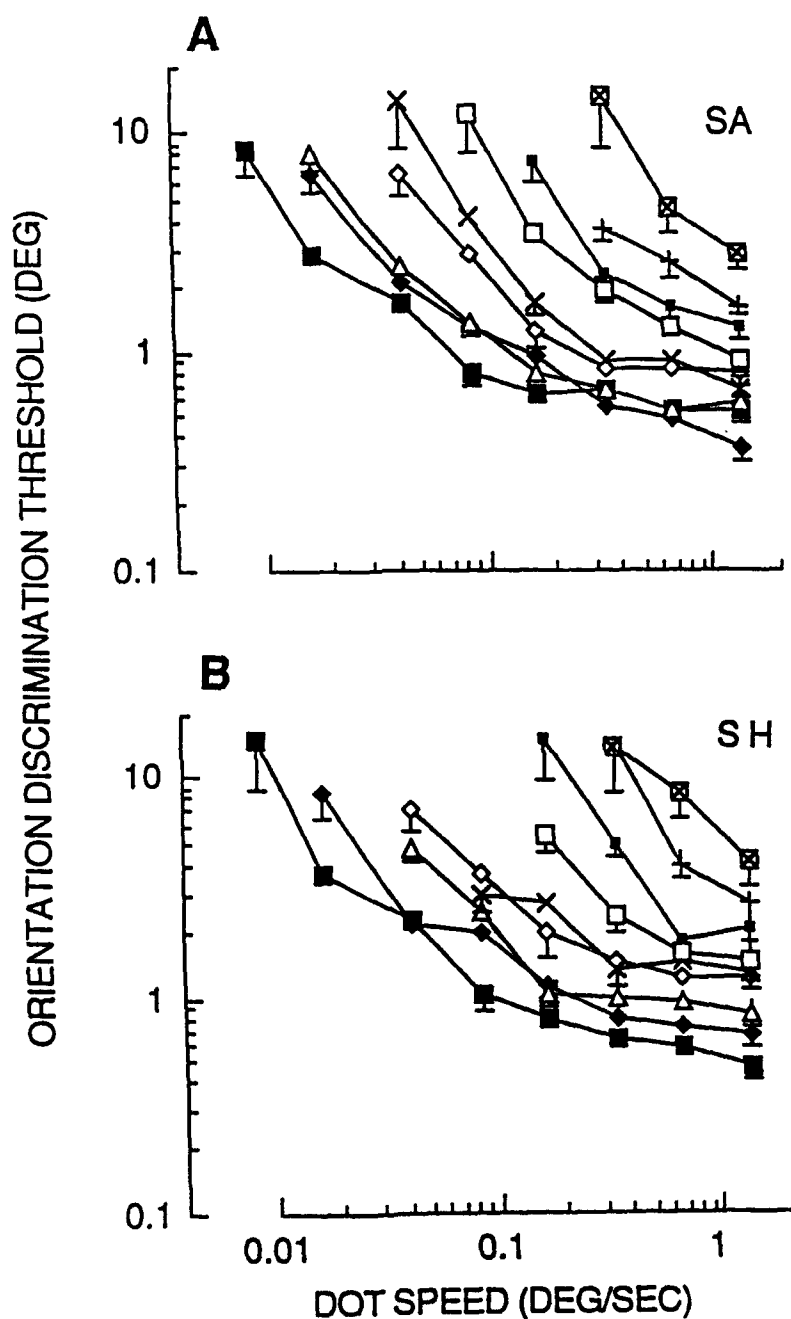 A
SA
10
1
0.1
ORIENTATION DISCRIMINATION THRESHOLD (DEG)
B
SH
10
1
0.1
0.01 0.1 1
DOT SPEED (DEG/SEC)